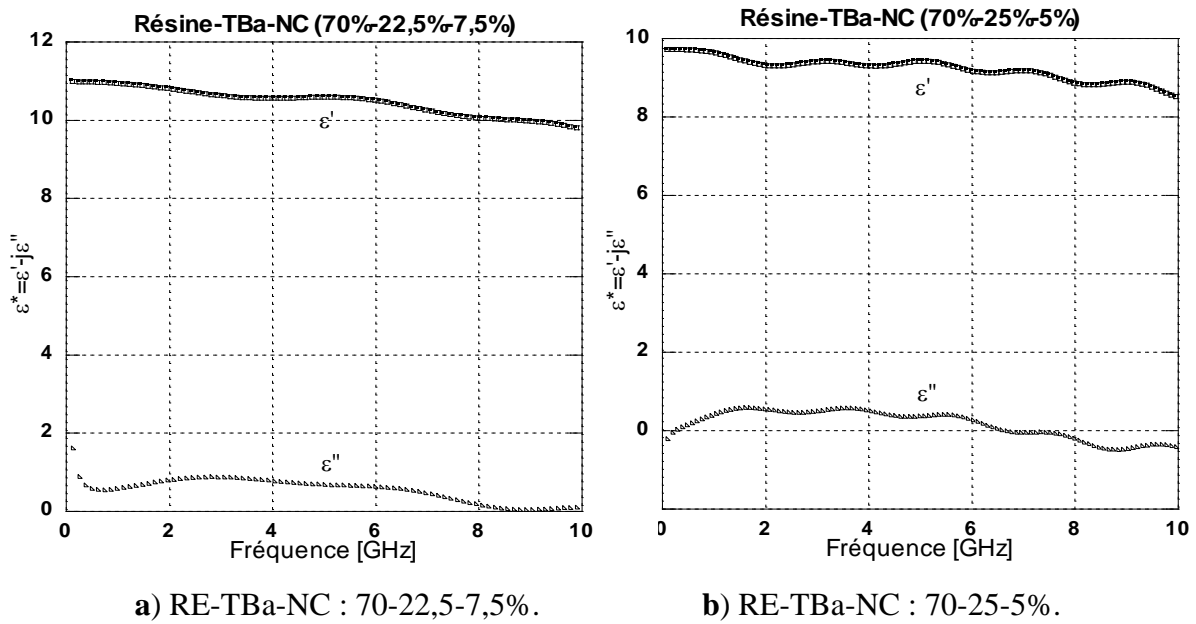 Résine-TBa-NC (70%-22,5%-7,5%)
12
10
8
6
4
2
0
ε*=ε'-jε"
ε'
ε"
0 2 4 6 8 10
Fréquence [GHz]
a) RE-TBa-NC : 70-22,5-7,5%.
Résine-TBa-NC (70%-25%-5%)
10
8
6
4
2
0
ε*=ε'-jε"
ε'
ε"
0 2 4 6 8 10
Fréquence [GHz]
b) RE-TBa-NC : 70-25-5%.